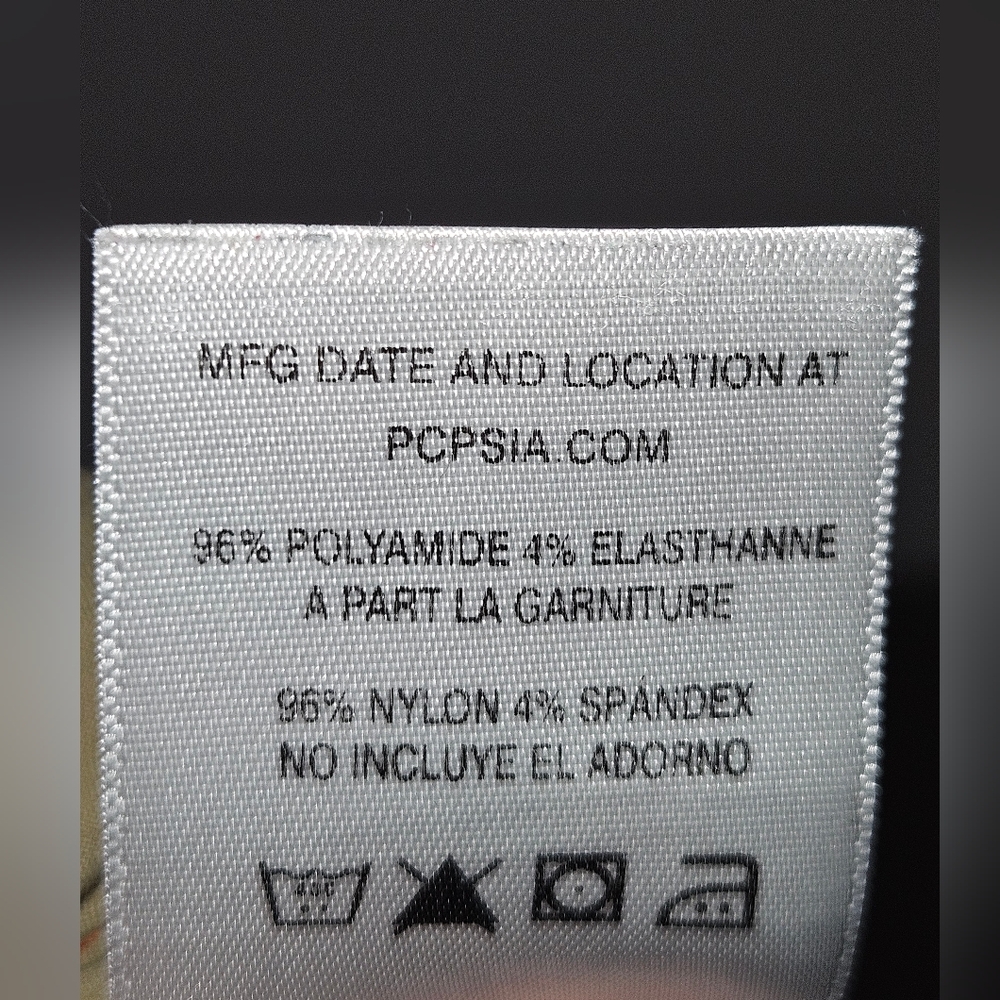 MFG DATE AND LOCATION AT
PCPSIA.COM
96% POLYAMIDE 4% ELASTHANNE
A PART LA GARNITURE
96% NYLON 4% SPANDEX
NO INCLUYE EL ADORNO